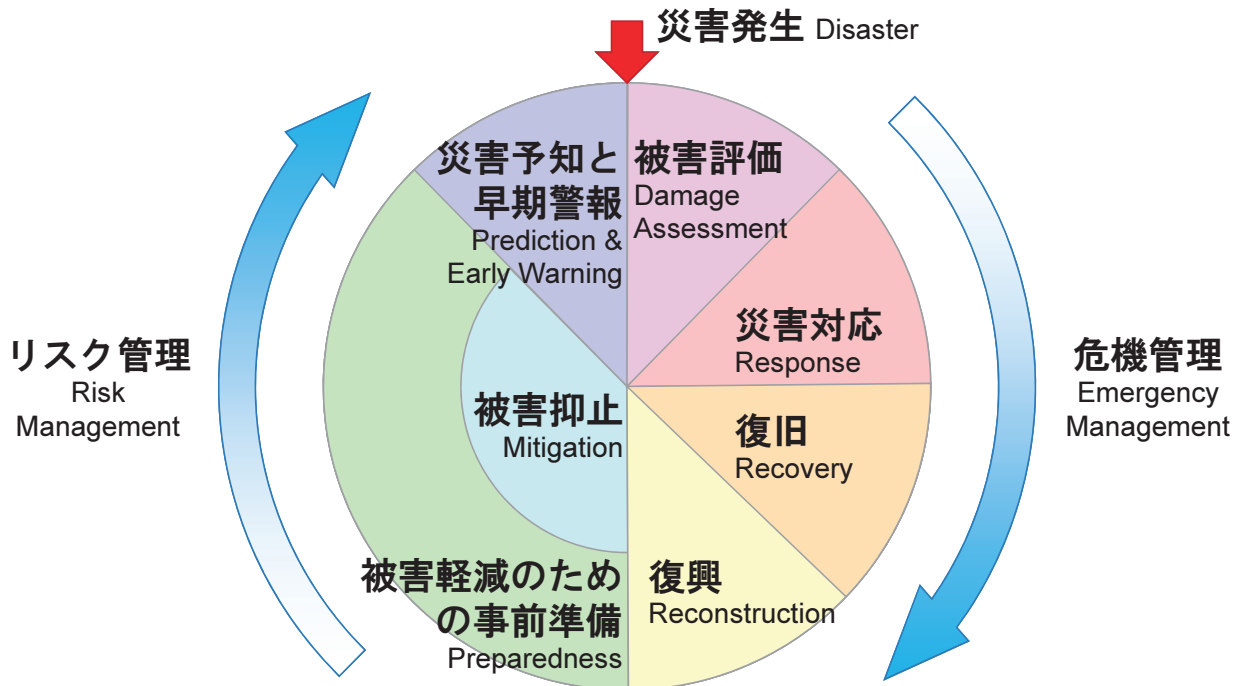 災害発生 Disaster
災害予知と
早期警報
Prediction &
Early Warning
被害評価
Damage
Assessment
災害対応
Response
リスク管理
Risk
Management
危機管理
Emergency
Management
被害抑止
Mitigation
復旧
Recovery
被害軽減のため
の事前準備
Preparedness
復興
Reconstruction